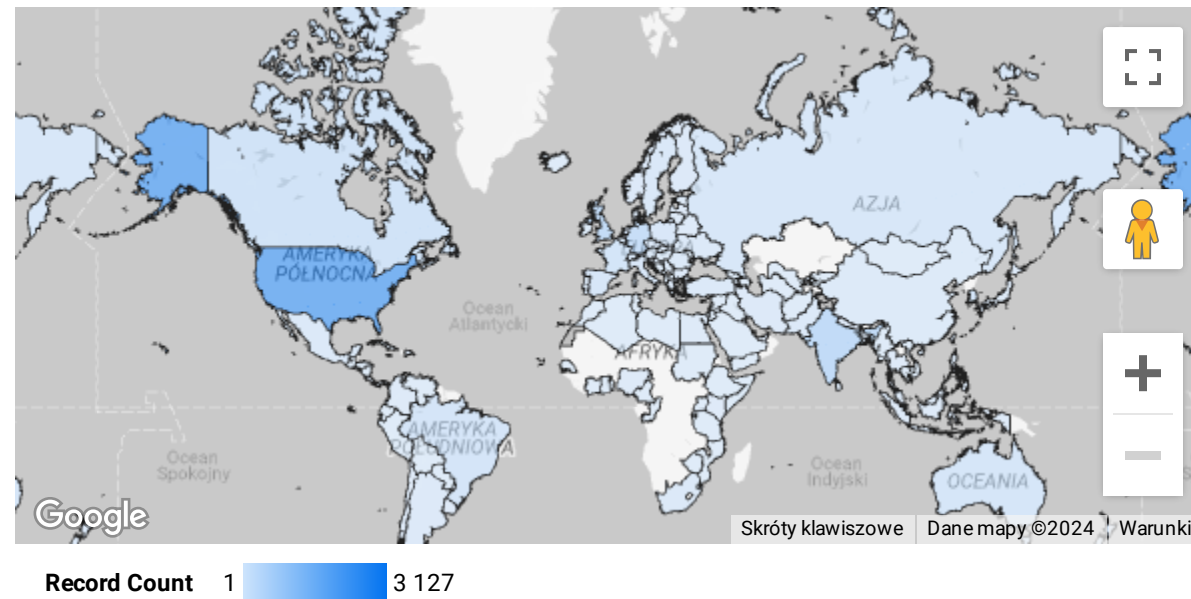 AZJA
AMERYKA
PÓŁNOCNA
Ocean
Atlantycki
AFRYKA
AMERYKA
POŁUDNIOWA
Ocean
Spokojny
Ocean
Indyjski
OCEANIA
Google
Skróty klawiszowe
Dane mapy ©2024
Warunki
Record Count 1 3 127